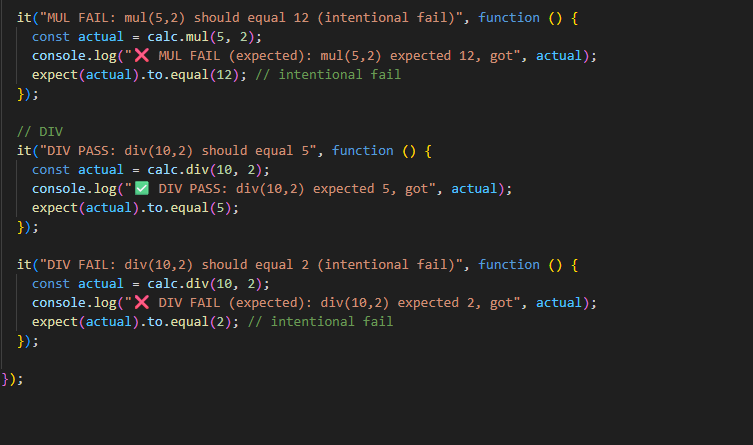 it("MUL FAIL: mul(5,2) should equal 12 (intentional fail)", function () {
const actual = calc.mul(5, 2);
console.log("❌ MUL FAIL (expected): mul(5,2) expected 12, got", actual);
expect(actual).to.equal(12); // intentional fail
});
// DIV
it("DIV PASS: div(10,2) should equal 5", function () {
const actual = calc.div(10, 2);
console.log("✅ DIV PASS: div(10,2) expected 5, got", actual);
expect(actual).to.equal(5);
});
it("DIV FAIL: div(10,2) should equal 2 (intentional fail)", function () {
const actual = calc.div(10, 2);
console.log("❌ DIV FAIL (expected): div(10,2) expected 2, got", actual);
expect(actual).to.equal(2); // intentional fail
});
});